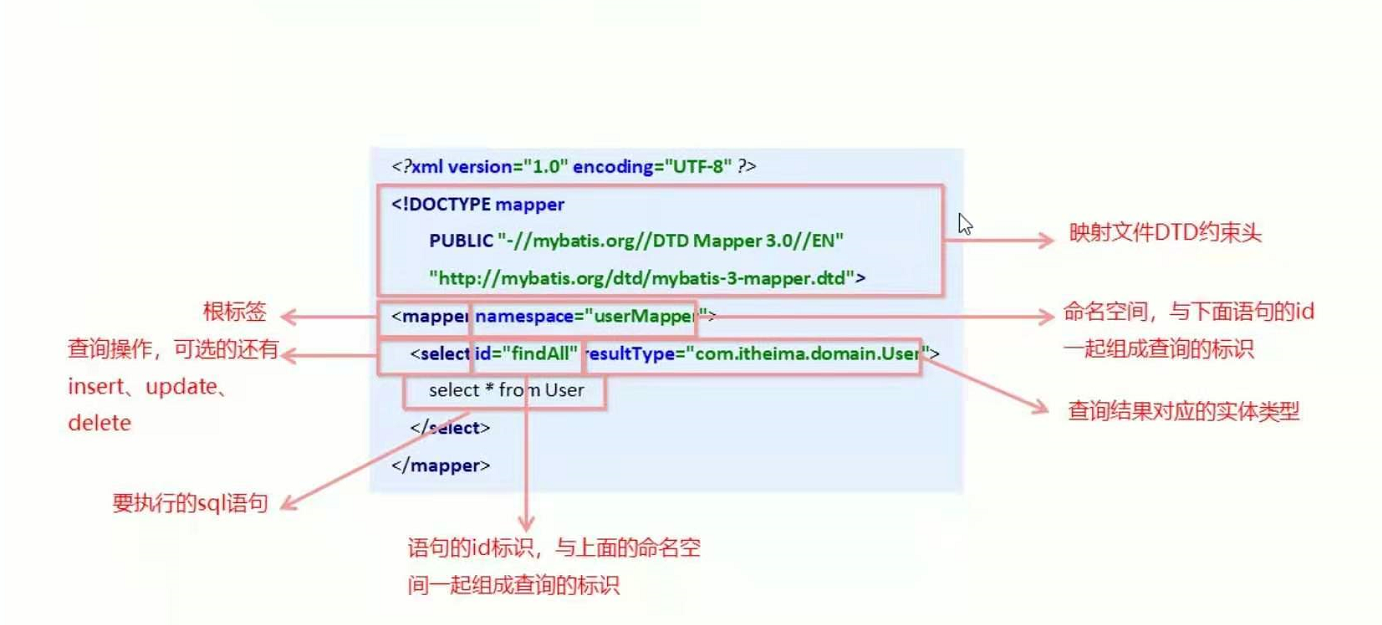 <?xml version="1.0" encoding="UTF-8" ?>
<!DOCTYPE mapper
PUBLIC "-//mybatis.org//DTD Mapper 3.0//EN"
"http://mybatis.org/dtd/mybatis-3-mapper.dtd">
<mapper namespace="userMapper">
<select id="findAll" resultType="com.itheima.domain.User">
select * from User
</select>
</mapper>
映射文件DTD约束头
根标签
命名空间，与下面语句的id
一起组成查询的标识
查询操作，可选的还有
insert、update、
delete
查询结果对应的实体类型
要执行的sql语句
语句的id标识，与上面的命名空
间一起组成查询的标识